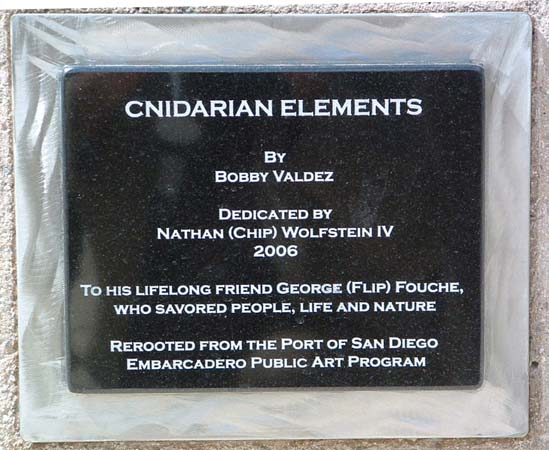 CNIDARIAN ELEMENTS
BY
BOBBY VALDEZ
DEDICATED BY
NATHAN (CHIP) WOLFSTEIN IV
2006
TO HIS LIFELONG FRIEND GEORGE (FLIP) FOUCHE,
WHO SAVORED PEOPLE, LIFE AND NATURE
REROOTED FROM THE PORT OF SAN DIEGO
EMBARCADERO PUBLIC ART PROGRAM